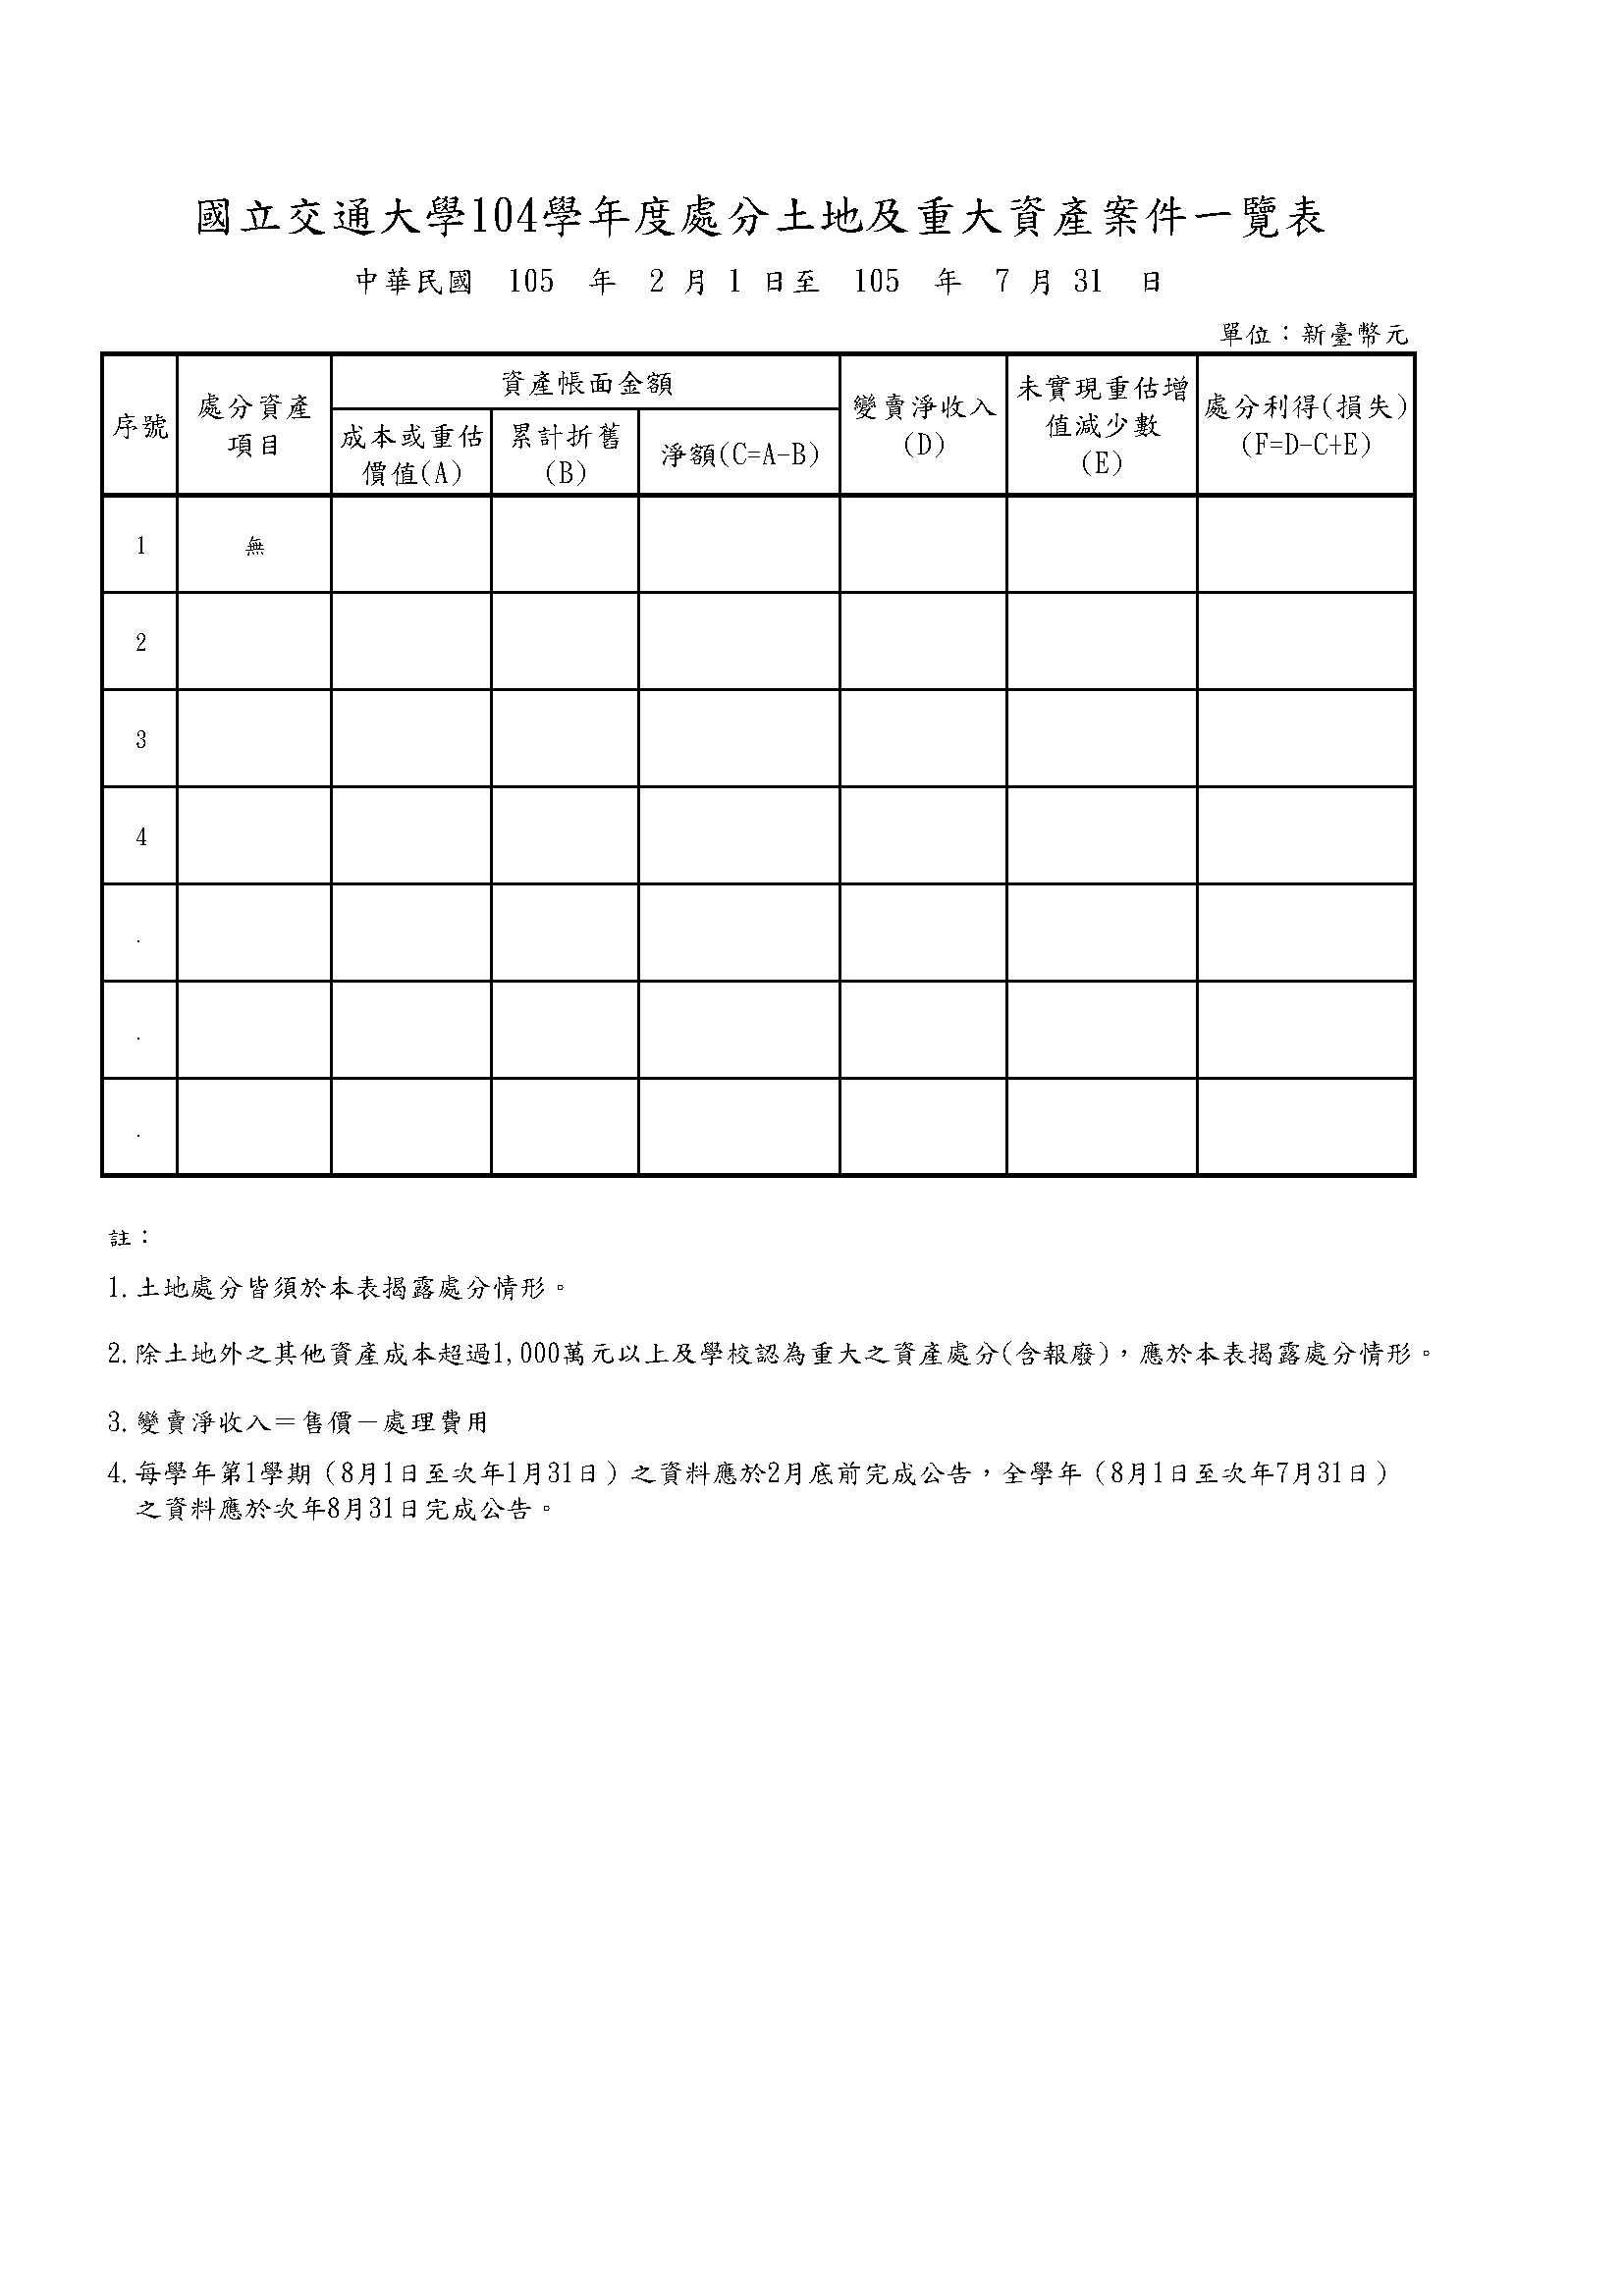 國立交通大學104學年度處分土地及重大資產案件一覽表
中華民國 105 年 2 月 1 日至 105 年 7 月 31 日
單位：新臺幣元
序號
處分資產
項目
資產帳面金額
成本或重估
價值(A)
累計折舊
(B)
淨額(C=A-B)
變賣淨收入
(D)
未實現重估增
值減少數
(E)
處分利得(損失)
(F=D-C+E)
1 無
2
3
4
.
.
.
註：
1.土地處分皆須於本表揭露處分情形。
2.除土地外之其他資產成本超過1,000萬元以上及學校認為重大之資產處分(含報廢)，應於本表揭露處分情形。
3.變賣淨收入＝售價－處理費用
4.每學年第1學期（8月1日至次年1月31日）之資料應於2月底前完成公告，全學年（8月1日至次年7月31日）
之資料應於次年8月31日完成公告。